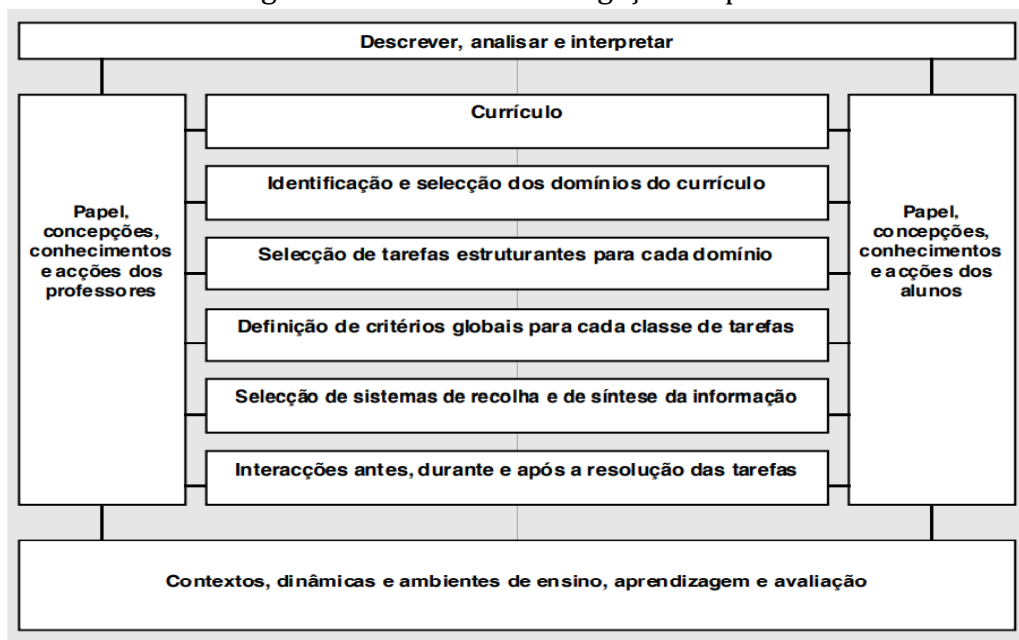 Descrever, analisar e interpretar
Papel,
concepções,
conhecimentos
e acções dos
professores
Currículo
Identificação e selecção dos domínios do currículo
Selecção de tarefas estruturantes para cada domínio
Definição de critérios globais para cada classe de tarefas
Selecção de sistemas de recolha e de síntese da informação
Interacções antes, durante e após a resolução das tarefas
Papel,
concepções,
conhecimentos
e acções dos
alunos
Contextos, dinâmicas e ambientes de ensino, aprendizagem e avaliação